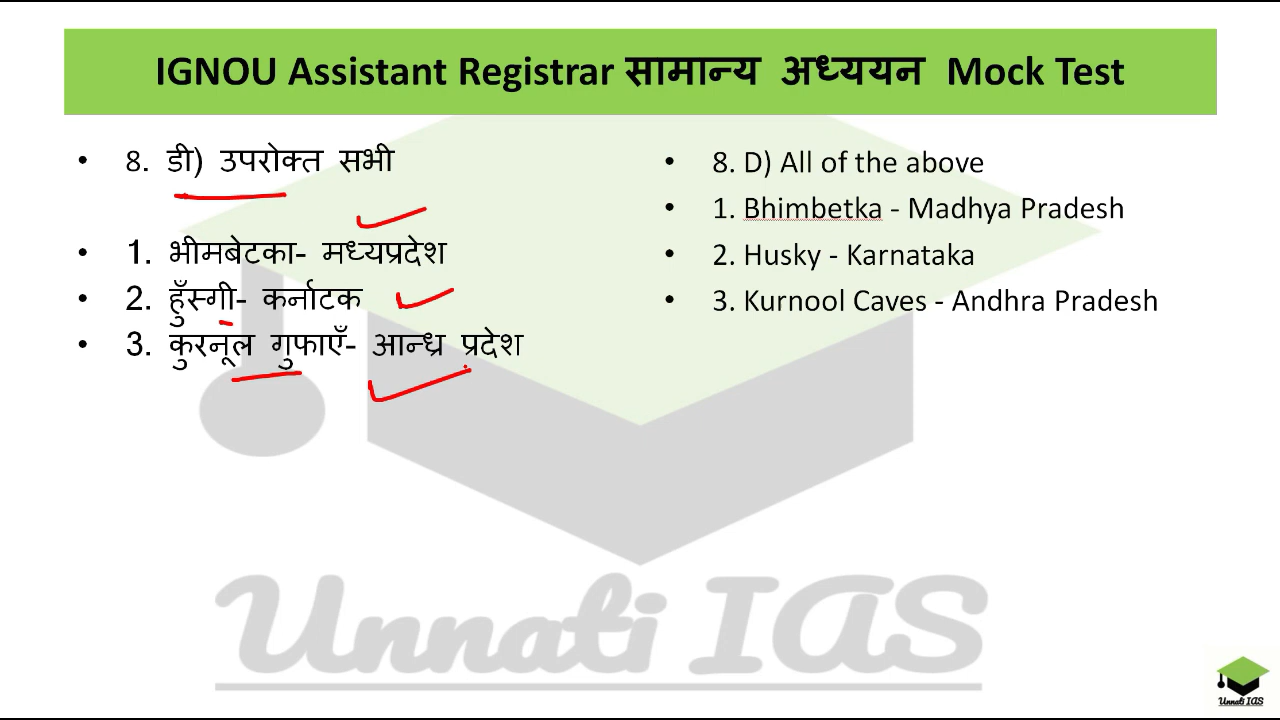 IGNOU Assistant Registrar सामान्य अध्ययन Mock Test
8. डी) उपरोक्त सभी
1. भीमबेटका- मध्यप्रदेश
2. हुँस्गी- कर्नाटक
3. कुरनूल गुफाएँ- आन्ध्र प्रदेश
8. D) All of the above
1. Bhimbetka - Madhya Pradesh
2. Husky - Karnataka
3. Kurnool Caves - Andhra Pradesh
Unnati IAS
Unnati IAS